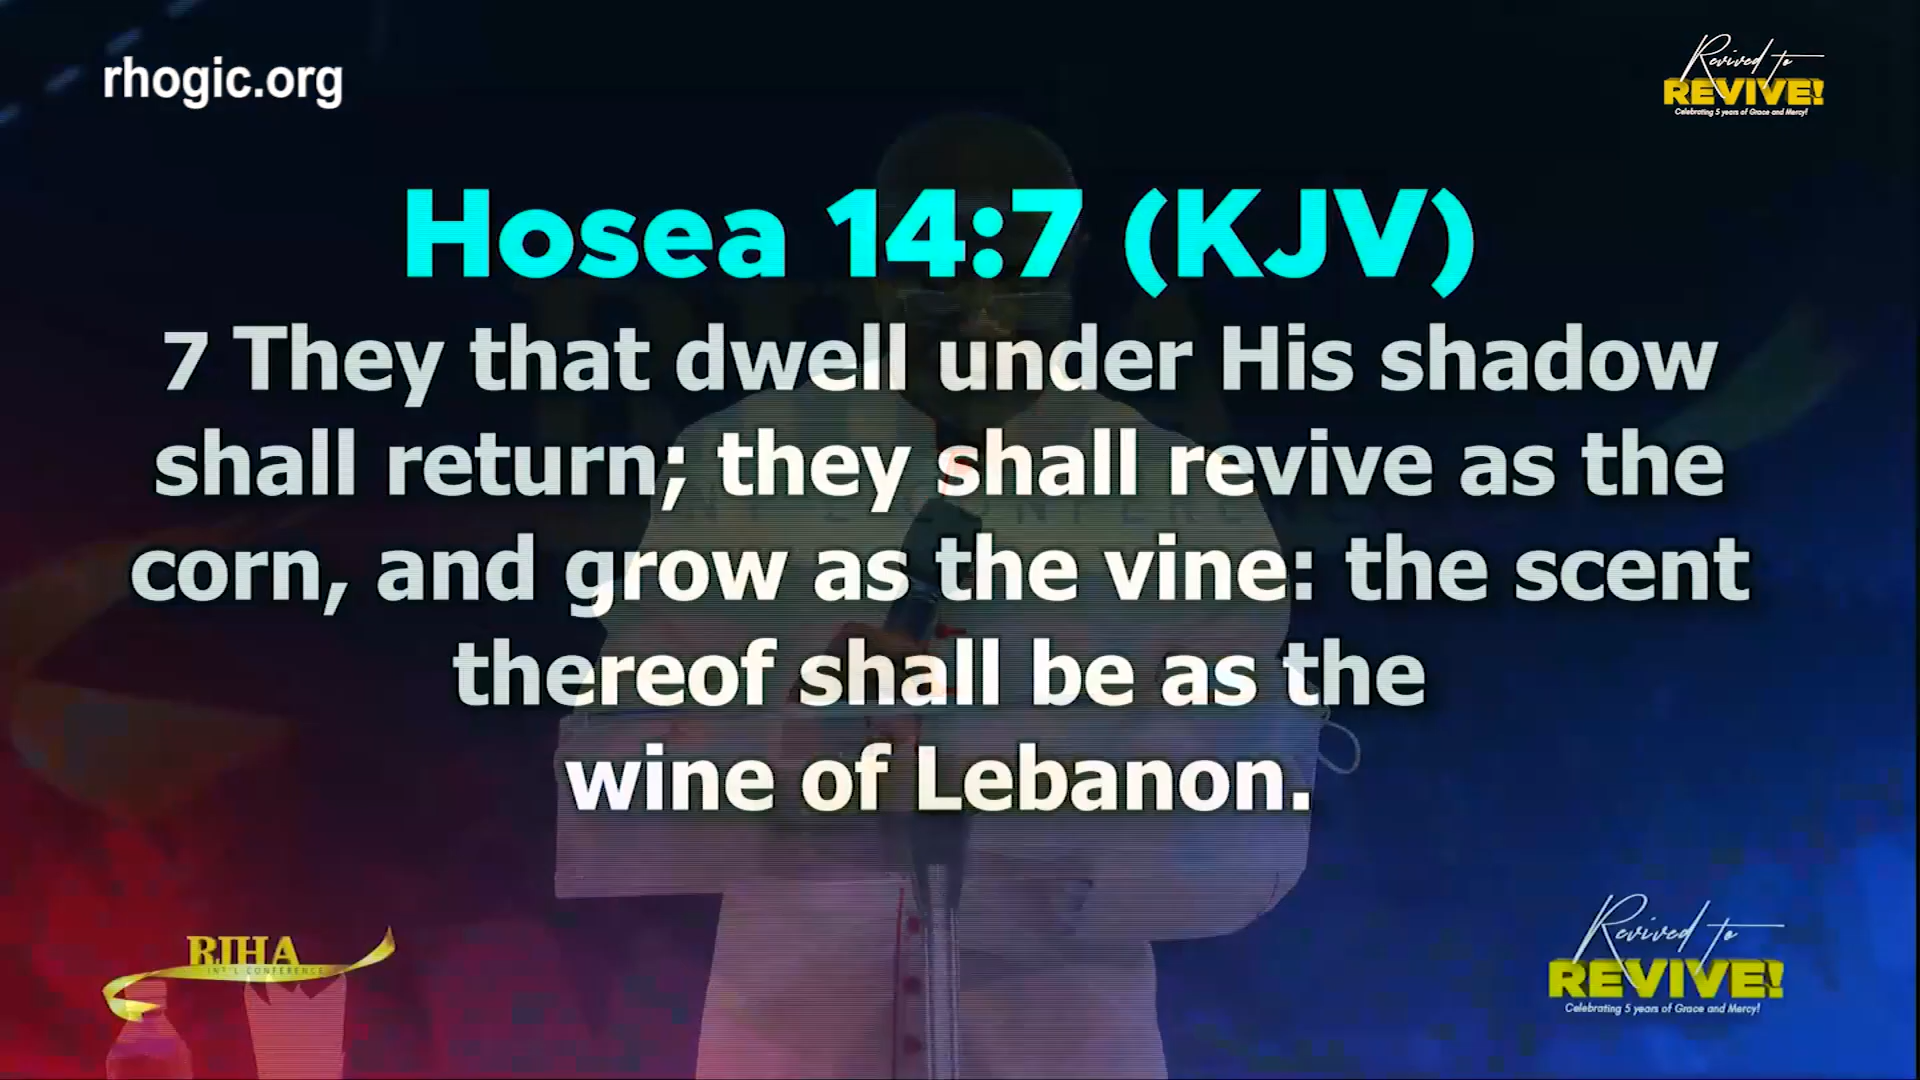 rhogic.org
Revived to
REVIVE!
Celebrating 5 years of Grace and Mercy!
Hosea 14:7 (KJV)
7 They that dwell under His shadow
shall return; they shall revive as the
corn, and grow as the vine: the scent
thereof shall be as the
wine of Lebanon.
RIHA
INT'L CONFERENCE
Revived to
REVIVE!
Celebrating 5 years of Grace and Mercy!